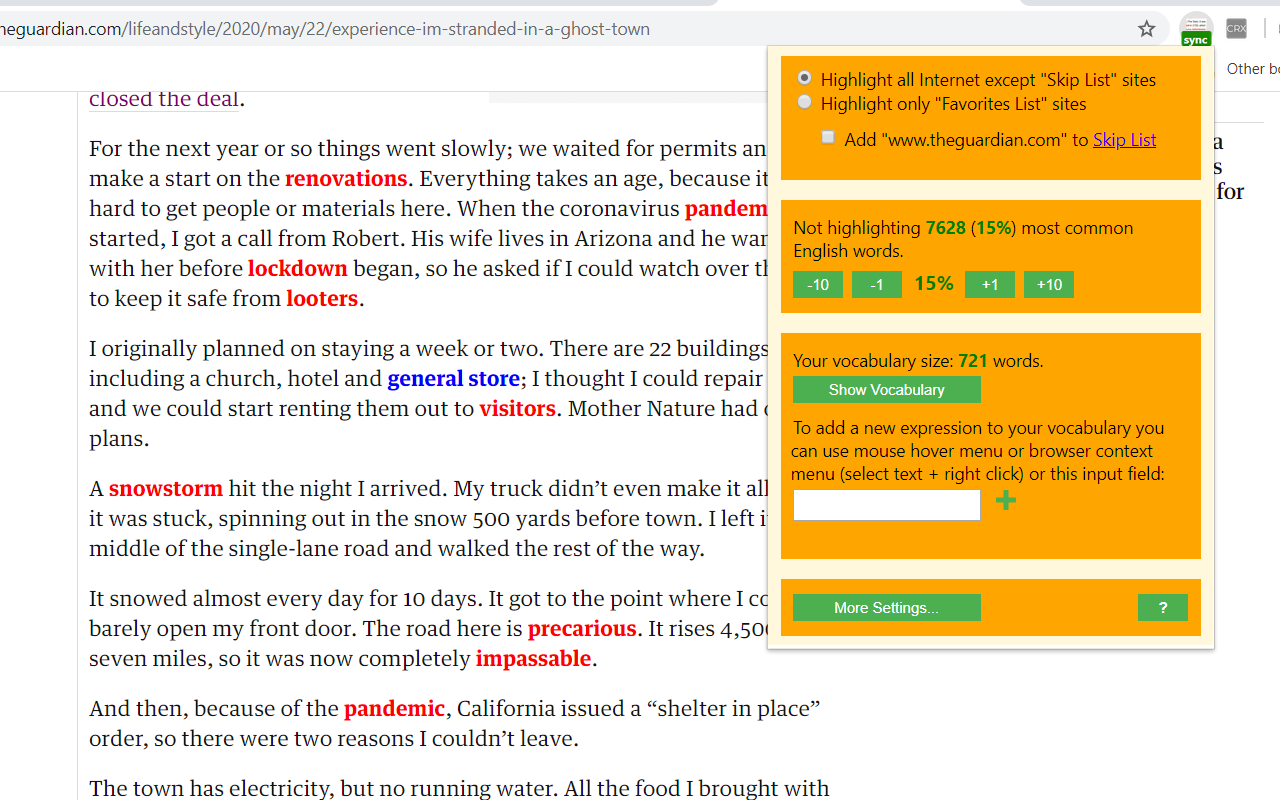 heguardian.com/lifeandstyle/2020/may/22/experience-im-stranded-in-a-ghost-town
sync
CRX
Other bo
closed the deal.
For the next year or so things went slowly; we waited for permits an
make a start on the renovations. Everything takes an age, because it
hard to get people or materials here. When the coronavirus pandem
started, I got a call from Robert. His wife lives in Arizona and he wan
with her before lockdown began, so he asked if I could watch over th
to keep it safe from looters.
I originally planned on staying a week or two. There are 22 buildings
including a church, hotel and general store; I thought I could repair
and we could start renting them out to visitors. Mother Nature had o
plans.
A snowstorm hit the night I arrived. My truck didn’t even make it all
it was stuck, spinning out in the snow 500 yards before town. I left i
middle of the single-lane road and walked the rest of the way.
It snowed almost every day for 10 days. It got to the point where I co
barely open my front door. The road here is precarious. It rises 4,500
seven miles, so it was now completely impassable.
And then, because of the pandemic, California issued a “shelter in place”
order, so there were two reasons I couldn’t leave.
The town has electricity, but no running water. All the food I brought with
Highlight all Internet except "Skip List" sites
Highlight only "Favorites List" sites
Add "www.theguardian.com" to Skip List
Not highlighting 7628 (15%) most common
English words.
-10 -1 15% +1 +10
Your vocabulary size: 721 words.
Show Vocabulary
To add a new expression to your vocabulary you
can use mouse hover menu or browser context
menu (select text + right click) or this input field:
More Settings... ?
a
s
for